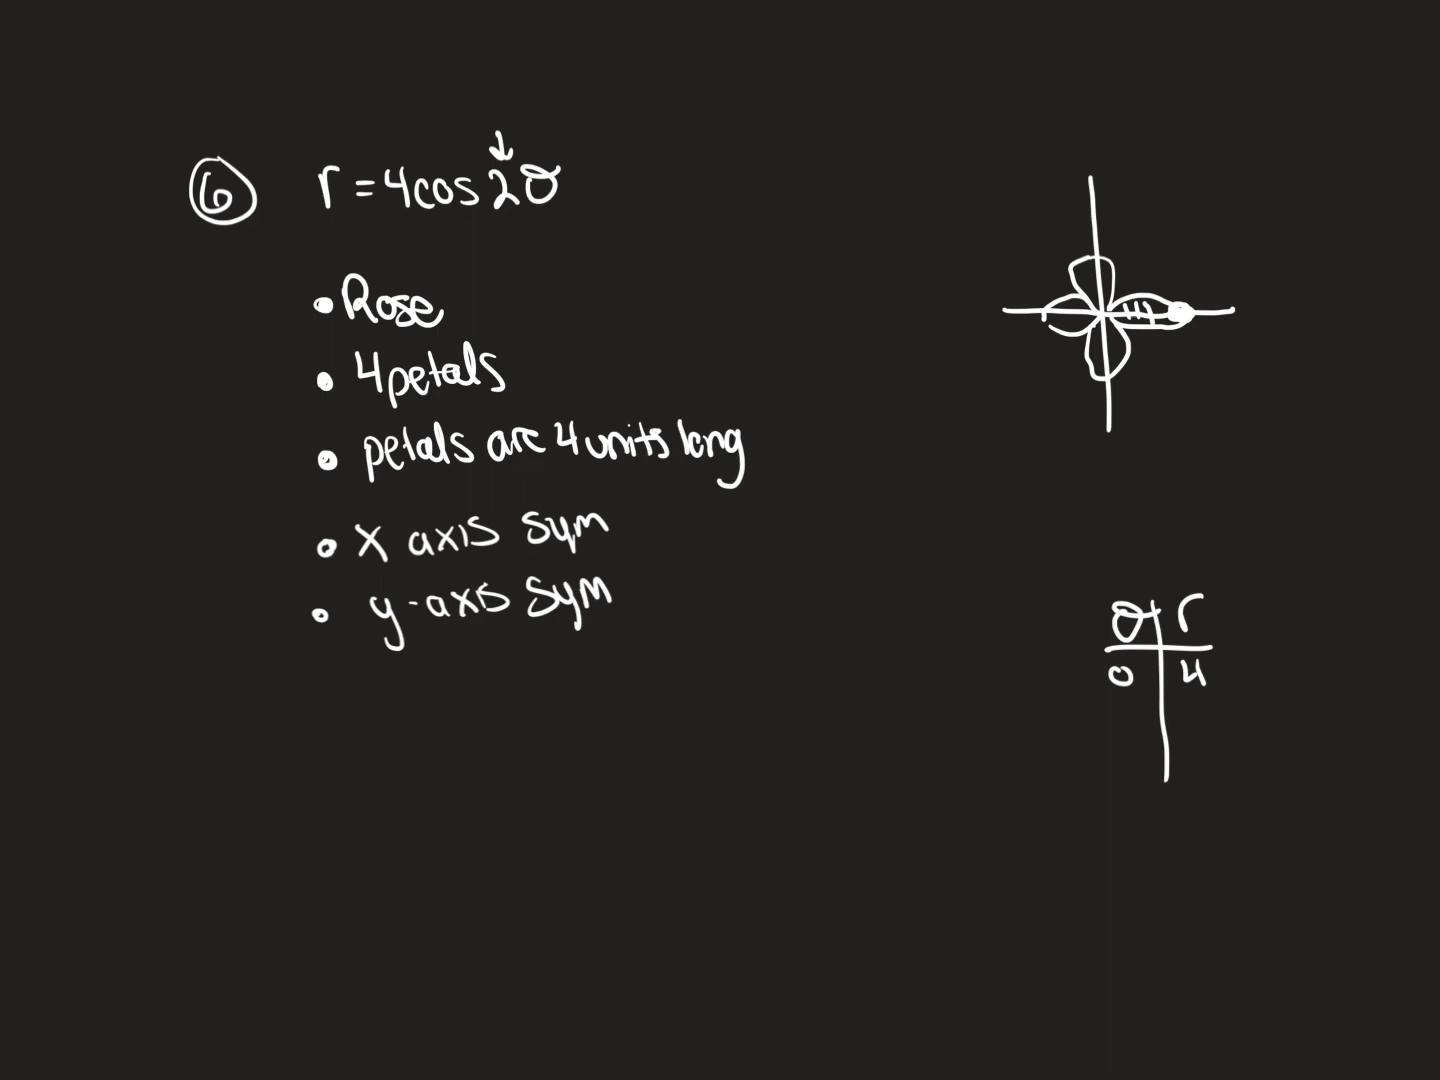 6 r = 4cos 2θ
• Rose
• 4 petals
• petals are 4 units long
• x axis sym
• y-axis sym
θ r
0 4